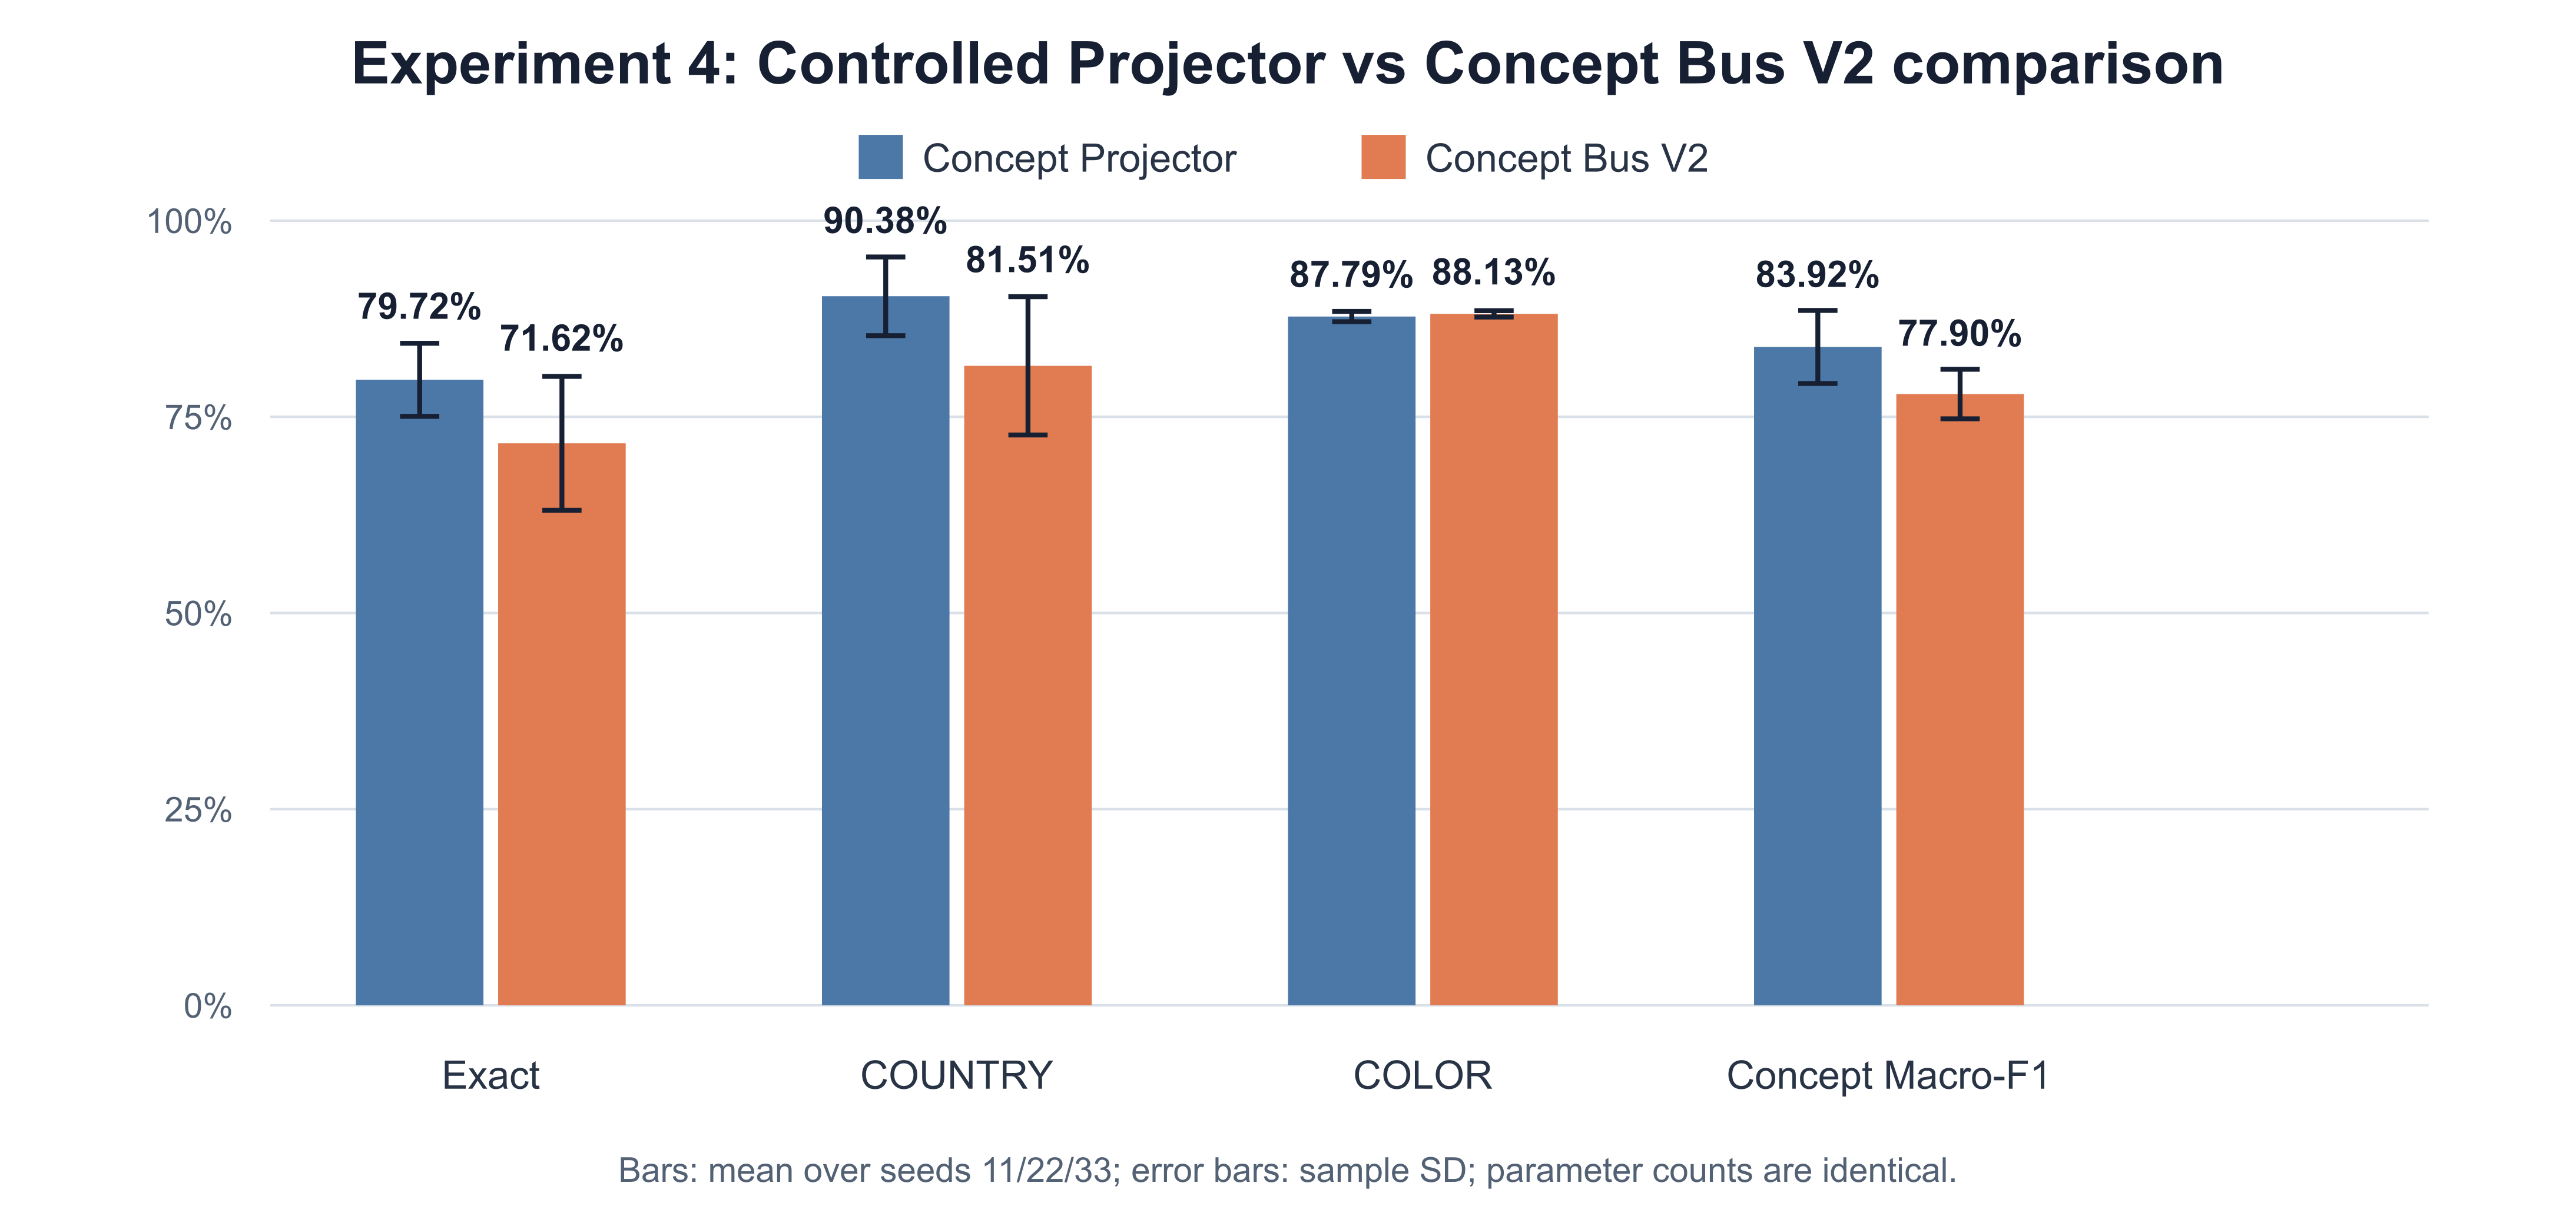 Experiment 4: Controlled Projector vs Concept Bus V2 comparison
Concept Projector Concept Bus V2
100%
75%
50%
25%
0%
79.72% 71.62% 90.38% 81.51% 87.79% 88.13% 83.92% 77.90%
Exact COUNTRY COLOR Concept Macro-F1
Bars: mean over seeds 11/22/33; error bars: sample SD; parameter counts are identical.